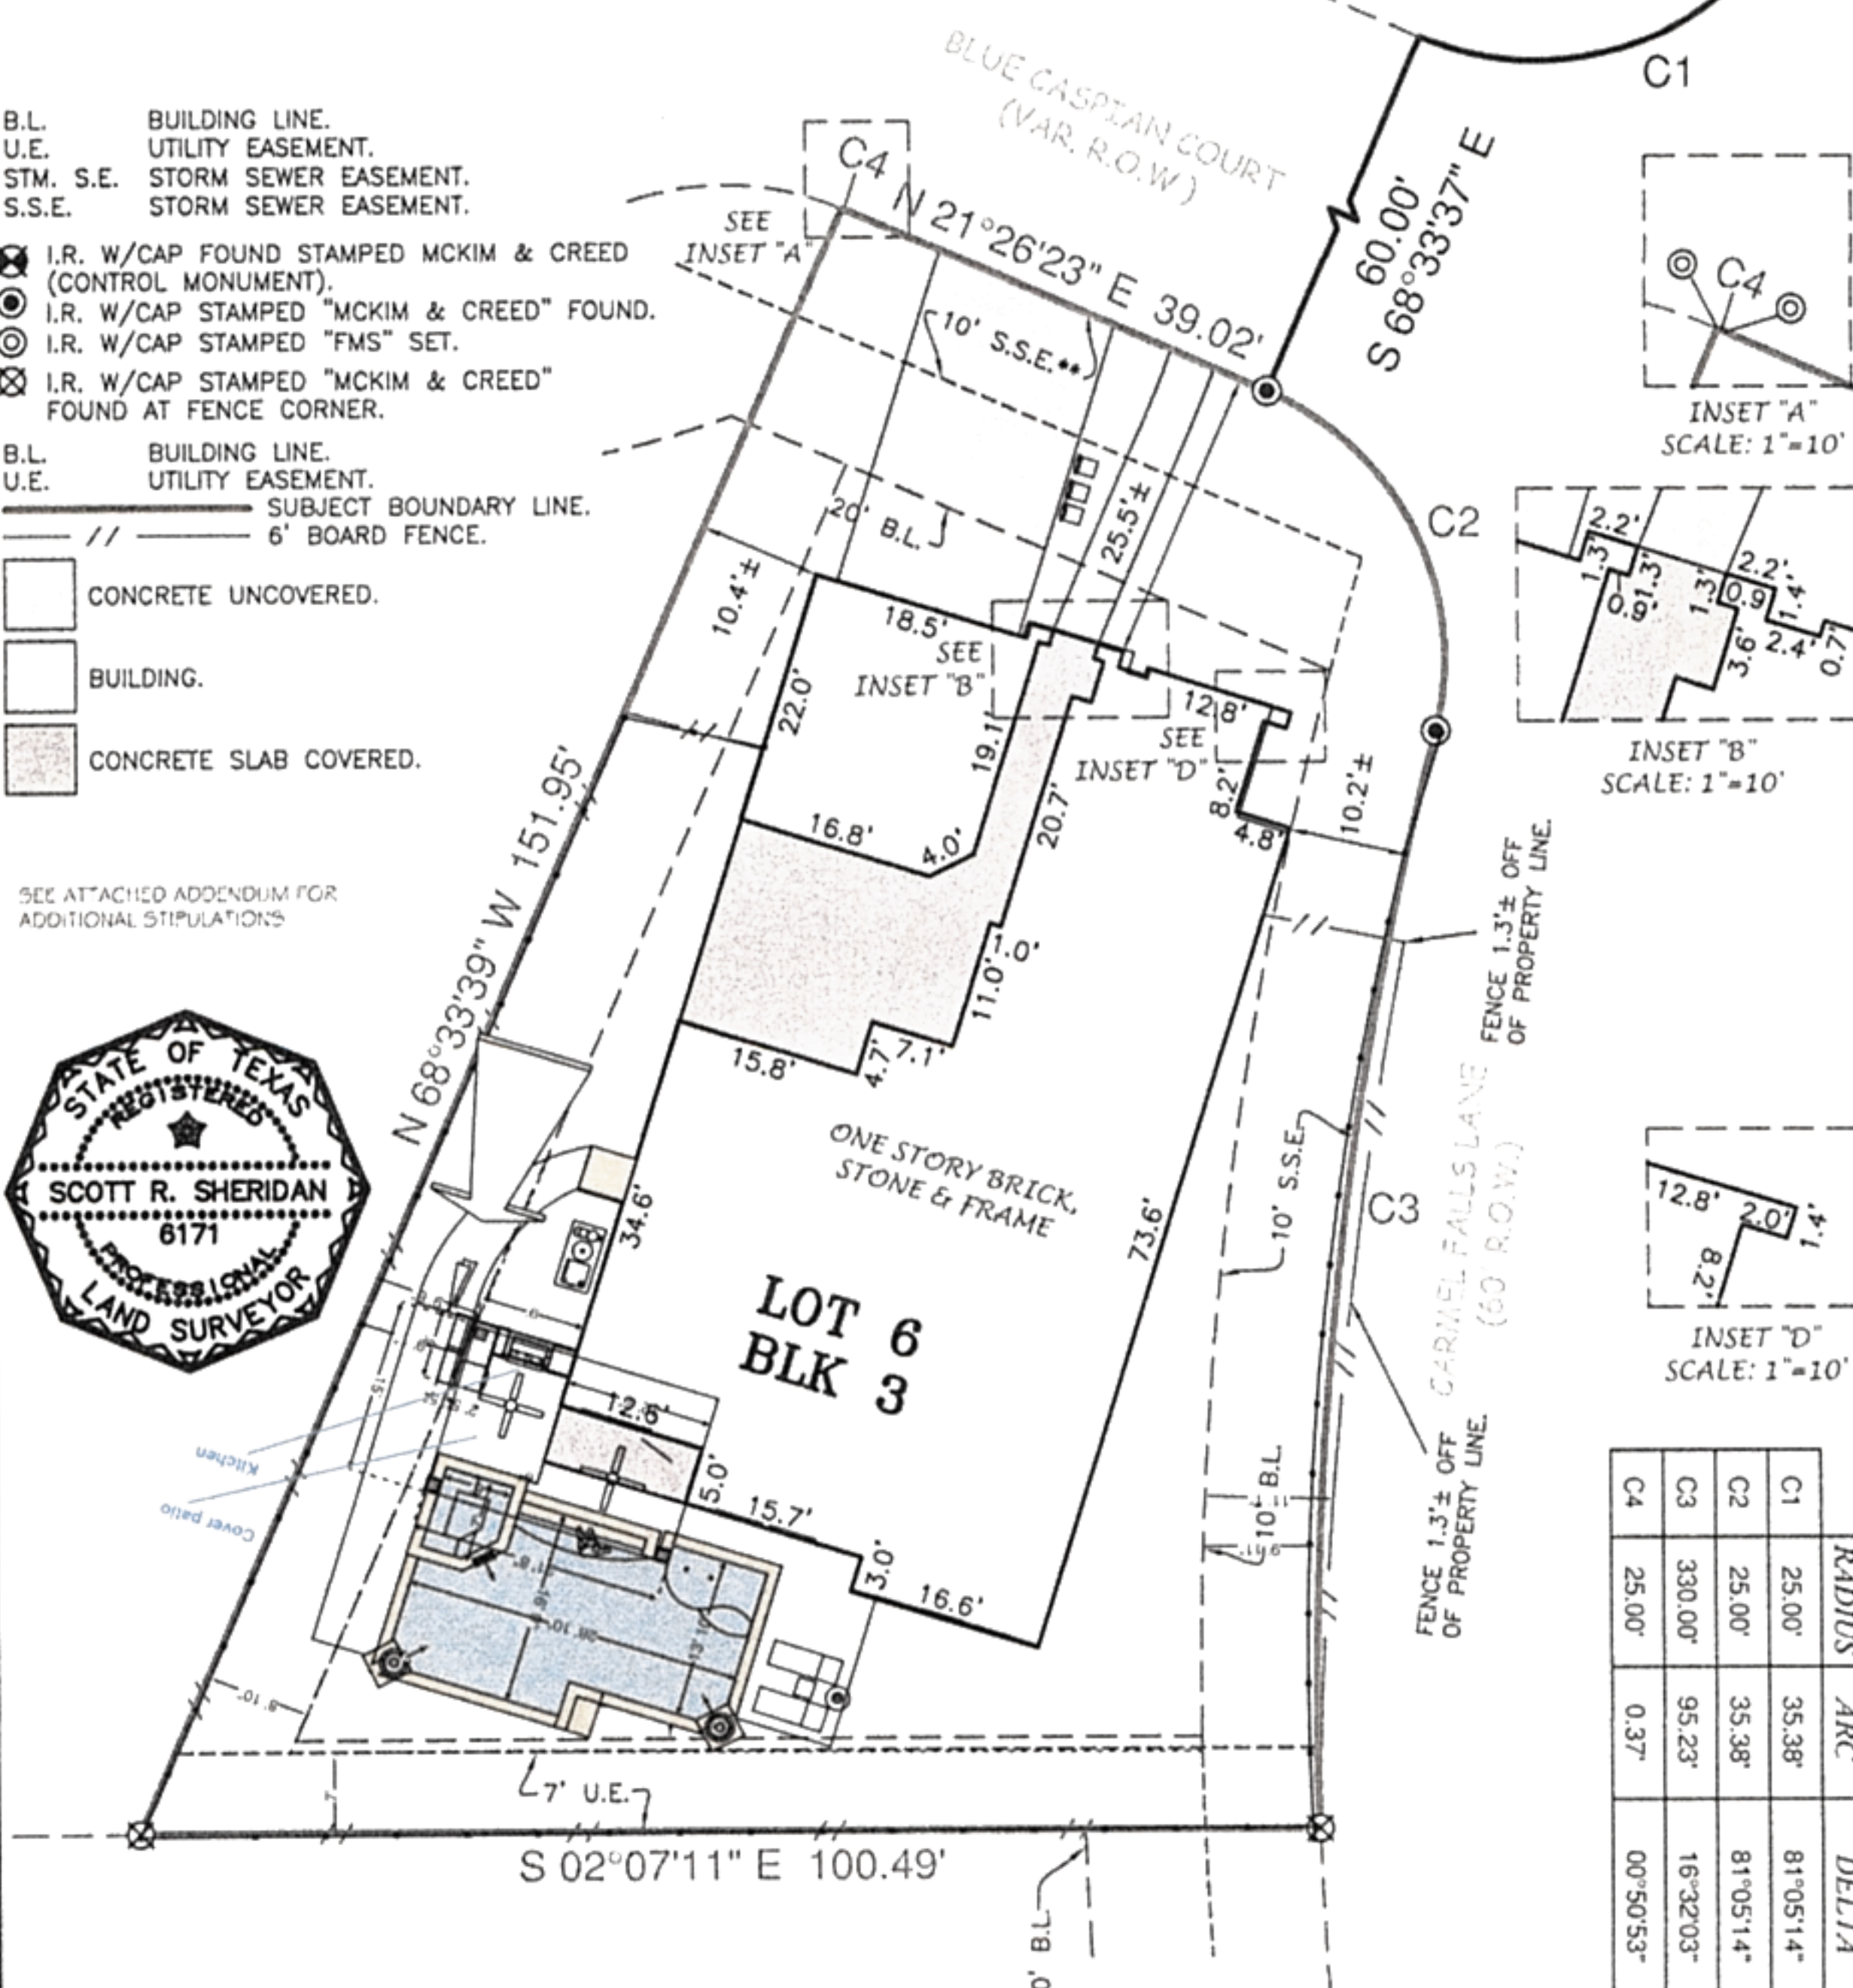 B.L. BUILDING LINE.
U.E. UTILITY EASEMENT.
STM. S.E. STORM SEWER EASEMENT.
S.S.E. STORM SEWER EASEMENT.
I.R. W/CAP FOUND STAMPED MCKIM & CREED
(CONTROL MONUMENT).
I.R. W/CAP STAMPED "MCKIM & CREED" FOUND.
I.R. W/CAP STAMPED "FMS" SET.
I.R. W/CAP STAMPED "MCKIM & CREED"
FOUND AT FENCE CORNER.
B.L. BUILDING LINE.
U.E. UTILITY EASEMENT.
SUBJECT BOUNDARY LINE.
6' BOARD FENCE.
CONCRETE UNCOVERED.
BUILDING.
CONCRETE SLAB COVERED.
SEE ATTACHED ADDENDUM FOR
ADDITIONAL STIPULATIONS
STATE OF TEXAS
REGISTERED
SCOTT R. SHERIDAN
6171
PROFESSIONAL
LAND SURVEYOR
BLUE CASPIAN COURT
(VAR. R.O.W)
C1
C4
SEE
INSET "A"
N 21°26'23" E 39.02'
60.00'
S 68°33'37" E
10' S.S.E.**
20' B.L.
25.5'±
C2
10.4'±
18.5'
SEE
INSET "B"
12.8'
SEE
INSET "D"
22.0'
19.1'
8.2'
4.8'
10.2'±
16.8'
4.0'
20.7'
1.0'
11.0'
15.8'
4.7'
7.1'
N 68°33'39" W 151.95'
ONE STORY BRICK,
STONE & FRAME
34.6'
73.6'
LOT 6
BLK 3
10' S.S.E.
C3
CARMEL FALLS LANE
(60' R.O.W.)
FENCE 1.3'± OFF
OF PROPERTY LINE.
FENCE 1.3'± OFF
OF PROPERTY LINE.
12.6'
5.0'
15.7'
3.0'
16.6'
10' B.L.
Kitchen
Cover patio
15'
8' 10"
28' 10"
13' 10"
7'
7' U.E.
S 02°07'11" E 100.49'
B.L.
C4
INSET "A"
SCALE: 1"=10'
2.2'
1.3'
1.3'
0.9'
2.2'
1.3'
0.9
1.4'
3.6'
2.4'
0.7'
INSET "B"
SCALE: 1"=10'
12.8'
2.0'
1.4'
8.2'
INSET "D"
SCALE: 1"=10'
RADIUS ARC DELTA
C1 25.00' 35.38' 81°05'14"
C2 25.00' 35.38' 81°05'14"
C3 330.00' 95.23' 16°32'03"
C4 25.00' 0.37' 00°50'53"